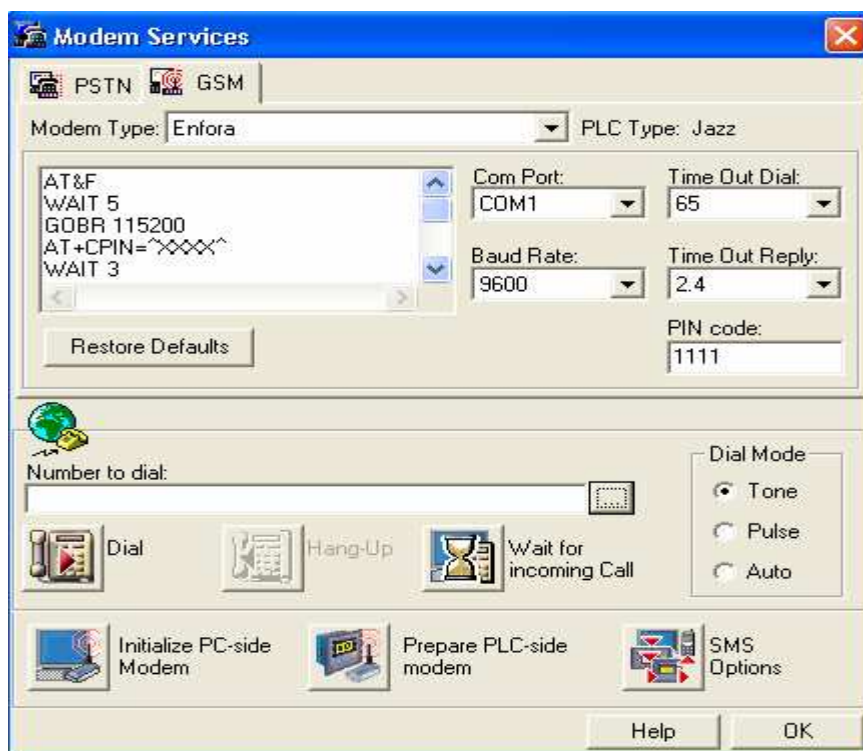 Modem Services
PSTN GSM
Modem Type: Enfora PLC Type: Jazz
AT&F
WAIT 5
GOBR 115200
AT+CPIN=^XXXX^
WAIT 3
Restore Defaults
Com Port:
COM1
Baud Rate:
9600
Time Out Dial:
65
Time Out Reply:
2.4
PIN code:
1111
Number to dial:
Dial
Hang-Up
Wait for
incoming Call
Dial Mode
Tone
Pulse
Auto
Initialize PC-side
Modem
Prepare PLC-side
modem
SMS
Options
Help
OK